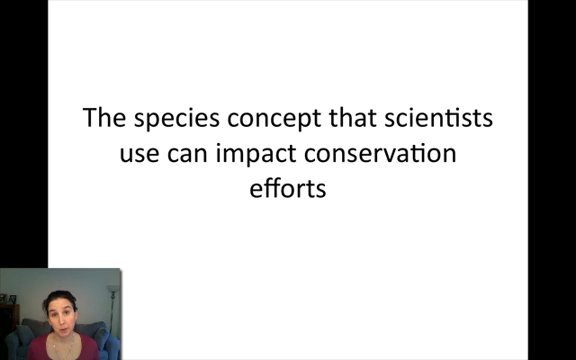 The species concept that scientists
use can impact conservation
efforts